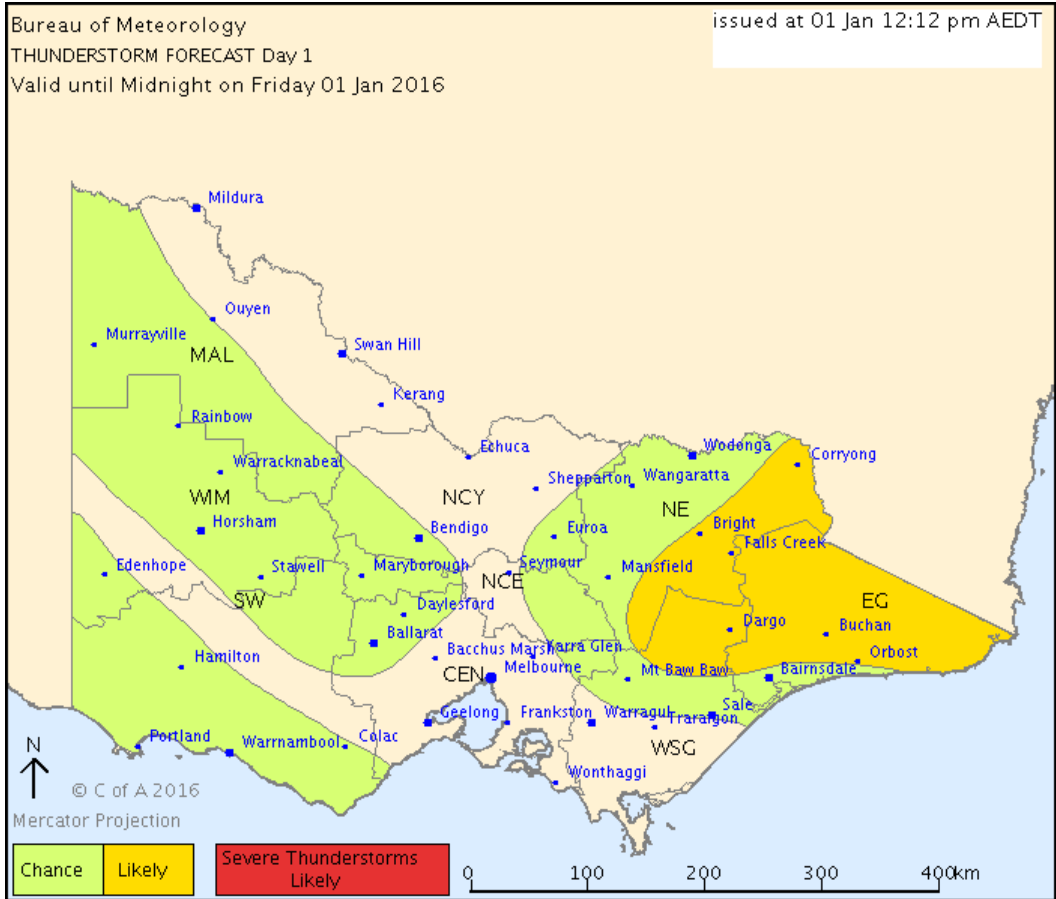 Bureau of Meteorology
issued at 01 Jan 12:12 pm AEDT
THUNDERSTORM FORECAST Day 1
Valid until Midnight on Friday 01 Jan 2016
Mildura
Ouyen
Murrayville
MAL
Swan Hill
Kerang
Rainbow
Echuca
Wodonga
Corryong
Warracknabeal
Shepparton
Wangaratta
WIM
NCY
NE
Horsham
Bendigo
Euroa
Bright
Falls Creek
Edenhope
Stawell
Maryborough
Seymour
NCE
Mansfield
SW
EG
Daylesford
Dargo
Buchan
Ballarat
Bacchus Marsh
Yarra Glen
Orbost
Hamilton
CEN
Melbourne
Mt Baw Baw
Bairnsdale
Geelong
Frankston
Warragul
Traralgon
Sale
Portland
Warrnambool
Colac
WSG
N
Wonthaggi
© C of A 2016
Mercator Projection
Chance
Likely
Severe Thunderstorms
Likely
0 100 200 300 400km